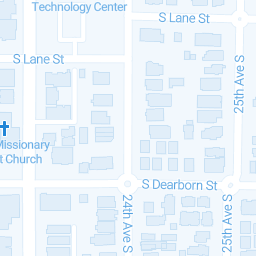 Technology Center
S Lane St
S Lane St
25th Ave S
Missionary
t Church
S Dearborn St
24th Ave S
25th Ave S